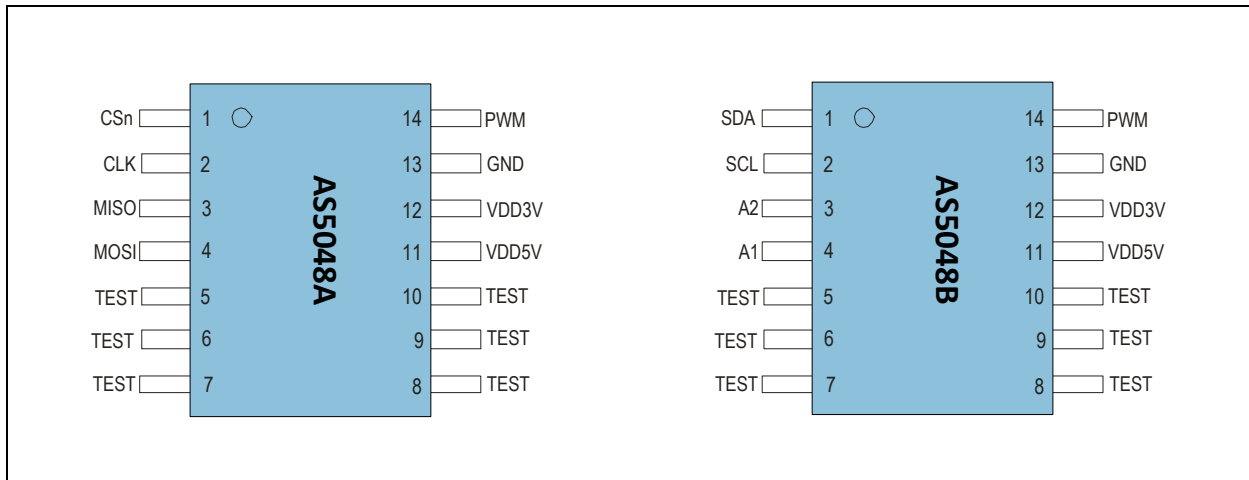 CSn 1 14 PWM
CLK 2 13 GND
MISO 3 12 VDD3V
MOSI 4 11 VDD5V
TEST 5 10 TEST
TEST 6 9 TEST
TEST 7 8 TEST
AS5048A
SDA 1 14 PWM
SCL 2 13 GND
A2 3 12 VDD3V
A1 4 11 VDD5V
TEST 5 10 TEST
TEST 6 9 TEST
TEST 7 8 TEST
AS5048B